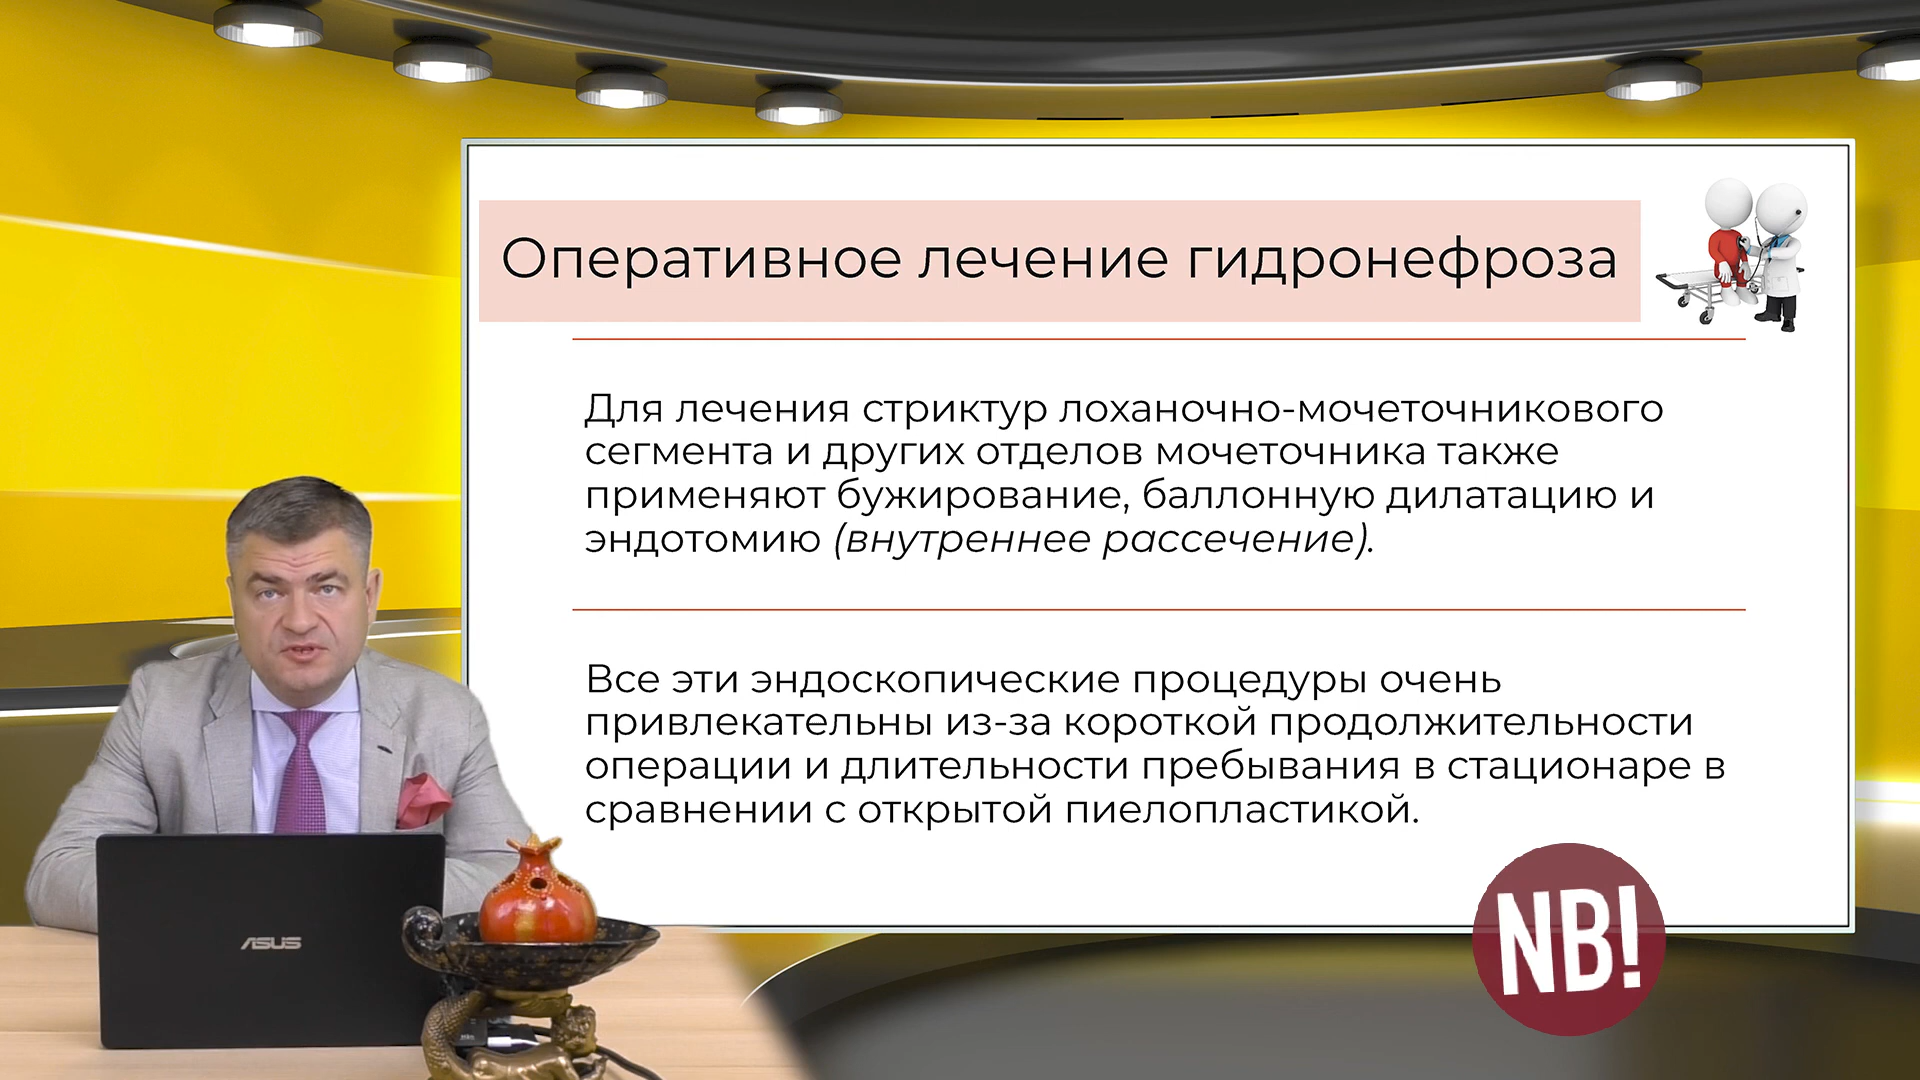 Оперативное лечение гидронефроза
Для лечения стриктур лоханочно-мочеточникового
сегмента и других отделов мочеточника также
применяют бужирование, баллонную дилатацию и
эндотомию (внутреннее рассечение).
Все эти эндоскопические процедуры очень
привлекательны из-за короткой продолжительности
операции и длительности пребывания в стационаре в
сравнении с открытой пиелопластикой.
NB!
ASUS